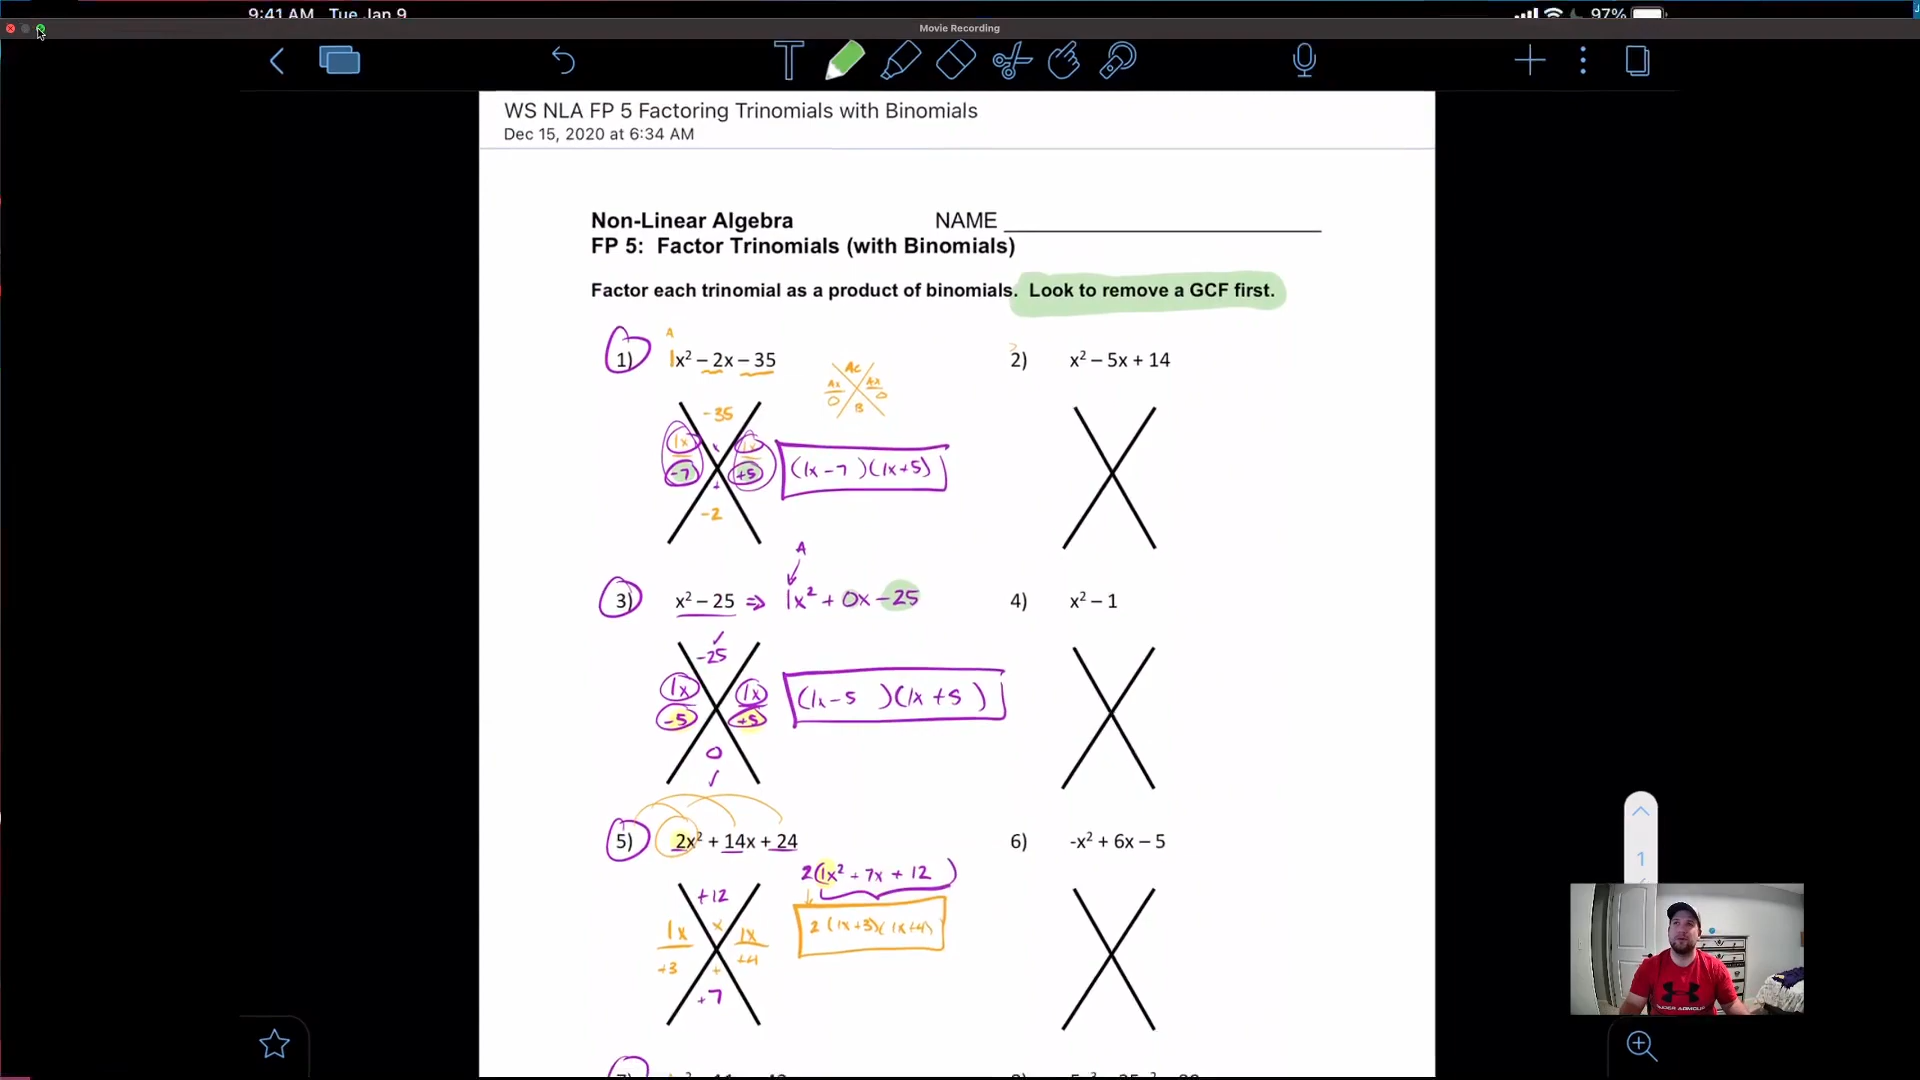 9:41 AM Tue Jan 9
97%
Movie Recording
WS NLA FP 5 Factoring Trinomials with Binomials
Dec 15, 2020 at 6:34 AM
Non-Linear Algebra NAME
FP 5: Factor Trinomials (with Binomials)
Factor each trinomial as a product of binomials. Look to remove a GCF first.
A
1) 1x² – 2x – 35
AC
Ax Ax
O O
B
-35
1x x 1x
-7 +5
+
-2
(1x-7)(1x+5)
2) x² – 5x + 14
A
3) x² – 25 ⇒ 1x² + 0x - 25
-25
1x 1x
-5 +5
0
(1x-5)(1x+5)
4) x² – 1
5) 2x² + 14x + 24
2(1x² + 7x + 12)
+12
1x x 1x
+3 + +4
+7
2(1x+3)(1x+4)
6) -x² + 6x – 5
1
UNDER ARMOUR